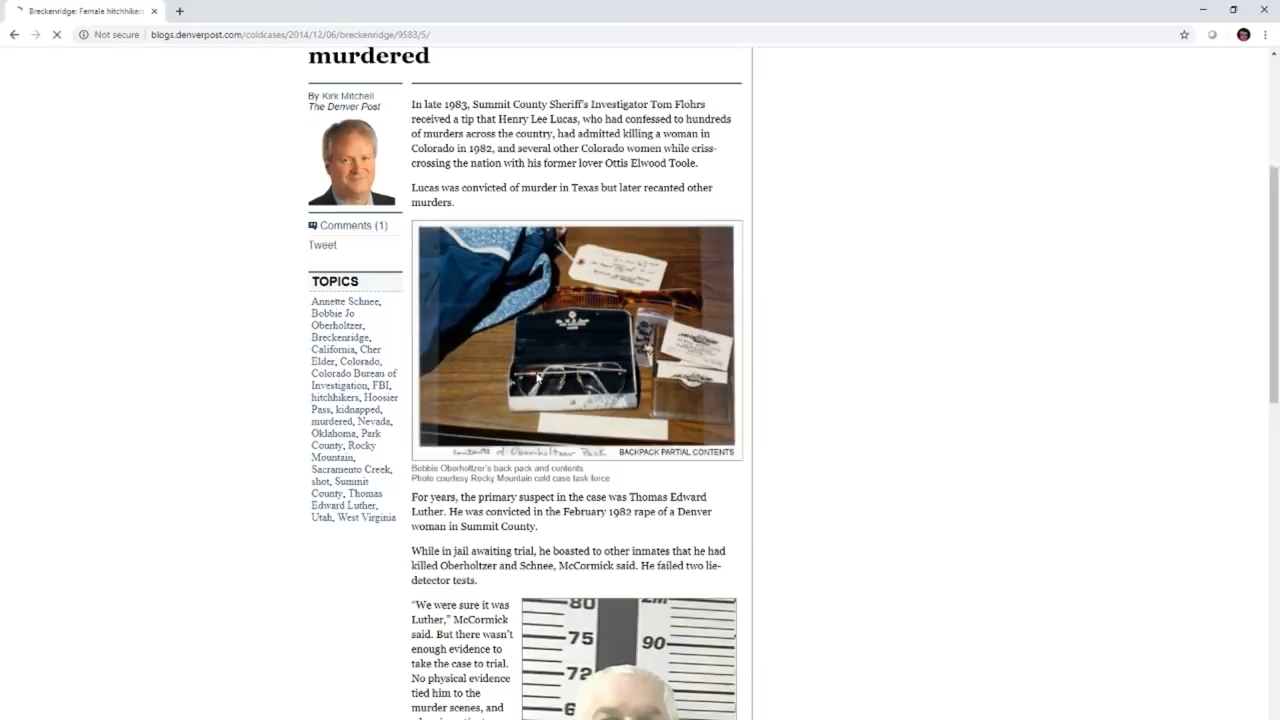 Breckenridge: Female hitchhiker
Not secure
blogs.denverpost.com/coldcases/2014/12/06/breckenridge/9583/5/
murdered
By Kirk Mitchell
The Denver Post
Comments (1)
Tweet
TOPICS
Annette Schnee,
Bobbie Jo
Oberholtzer,
Breckenridge,
California, Cher
Elder, Colorado,
Colorado Bureau of
Investigation, FBI,
hitchhikers, Hoosier
Pass, kidnapped,
murdered, Nevada,
Oklahoma, Park
County, Rocky
Mountain,
Sacramento Creek,
shot, Summit
County, Thomas
Edward Luther,
Utah, West Virginia
In late 1983, Summit County Sheriff's Investigator Tom Flohrs
received a tip that Henry Lee Lucas, who had confessed to hundreds
of murders across the country, had admitted killing a woman in
Colorado in 1982, and several other Colorado women while criss-
crossing the nation with his former lover Ottis Elwood Toole.
Lucas was convicted of murder in Texas but later recanted other
murders.
contents of Oberholtzer Pack
BACKPACK PARTIAL CONTENTS
Bobbie Oberholtzer's back pack and contents
Photo courtesy Rocky Mountain cold case task force
For years, the primary suspect in the case was Thomas Edward
Luther. He was convicted in the February 1982 rape of a Denver
woman in Summit County.
While in jail awaiting trial, he boasted to other inmates that he had
killed Oberholtzer and Schnee, McCormick said. He failed two lie-
detector tests.
"We were sure it was
Luther," McCormick
said. But there wasn't
enough evidence to
take the case to trial.
No physical evidence
tied him to the
murder scenes, and
80
2m
75
90
72
6